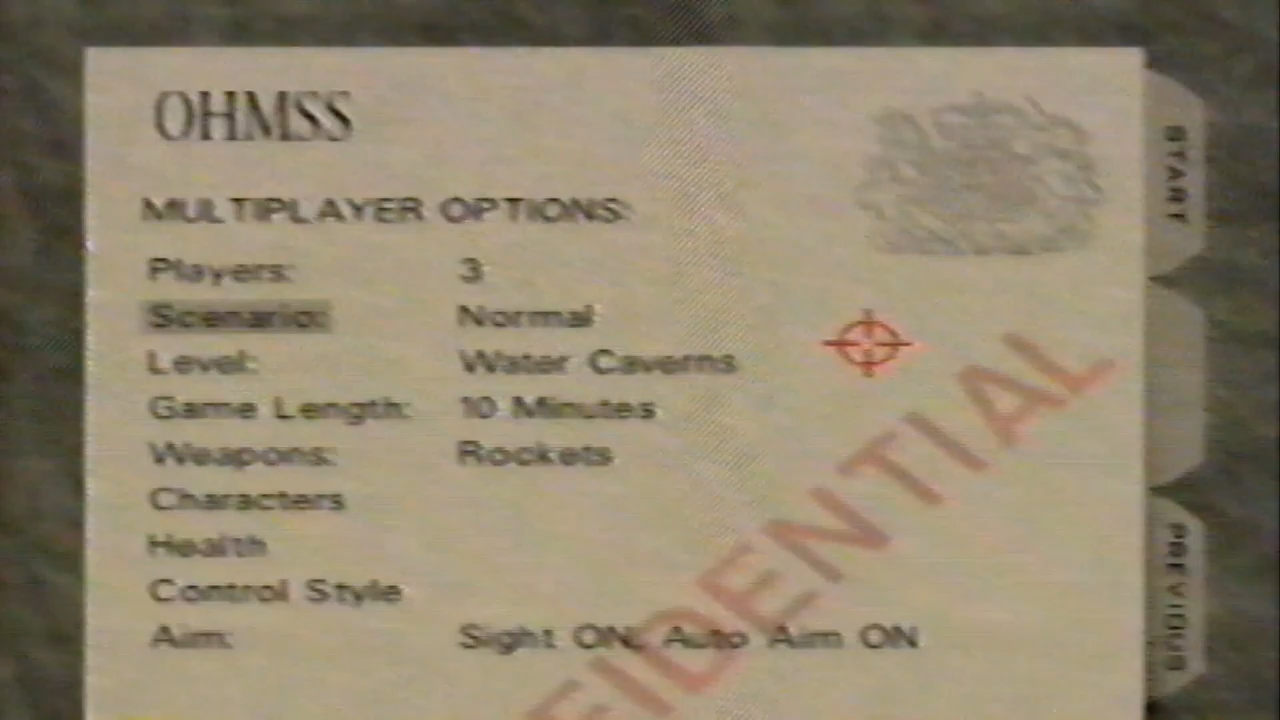 OHMSS
START
MULTIPLAYER OPTIONS:
Players: 3
Scenario: Normal
Level: Water Caverns
Game Length: 10 Minutes
Weapons: Rockets
Characters
Health
Control Style
Aim: Sight ON, Auto Aim ON
FIDENTIAL
PREVIOUS